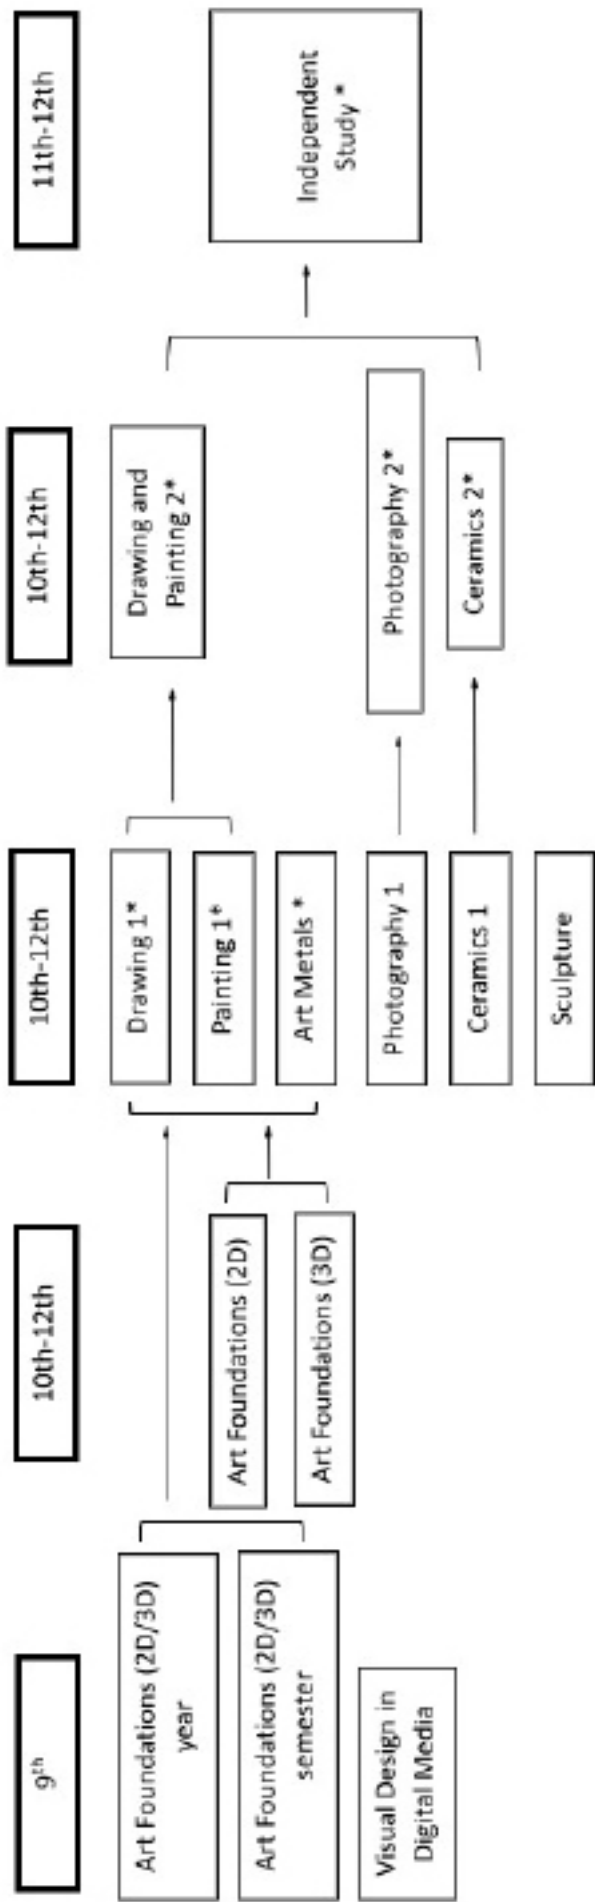 9th
Art Foundations (2D/3D)
year
Art Foundations (2D/3D)
semester
Visual Design in
Digital Media
10th-12th
Art Foundations (2D)
Art Foundations (3D)
10th-12th
Drawing 1*
Painting 1*
Art Metals *
Photography 1
Ceramics 1
Sculpture
10th-12th
Drawing and
Painting 2*
Photography 2*
Ceramics 2*
11th-12th
Independent
Study *